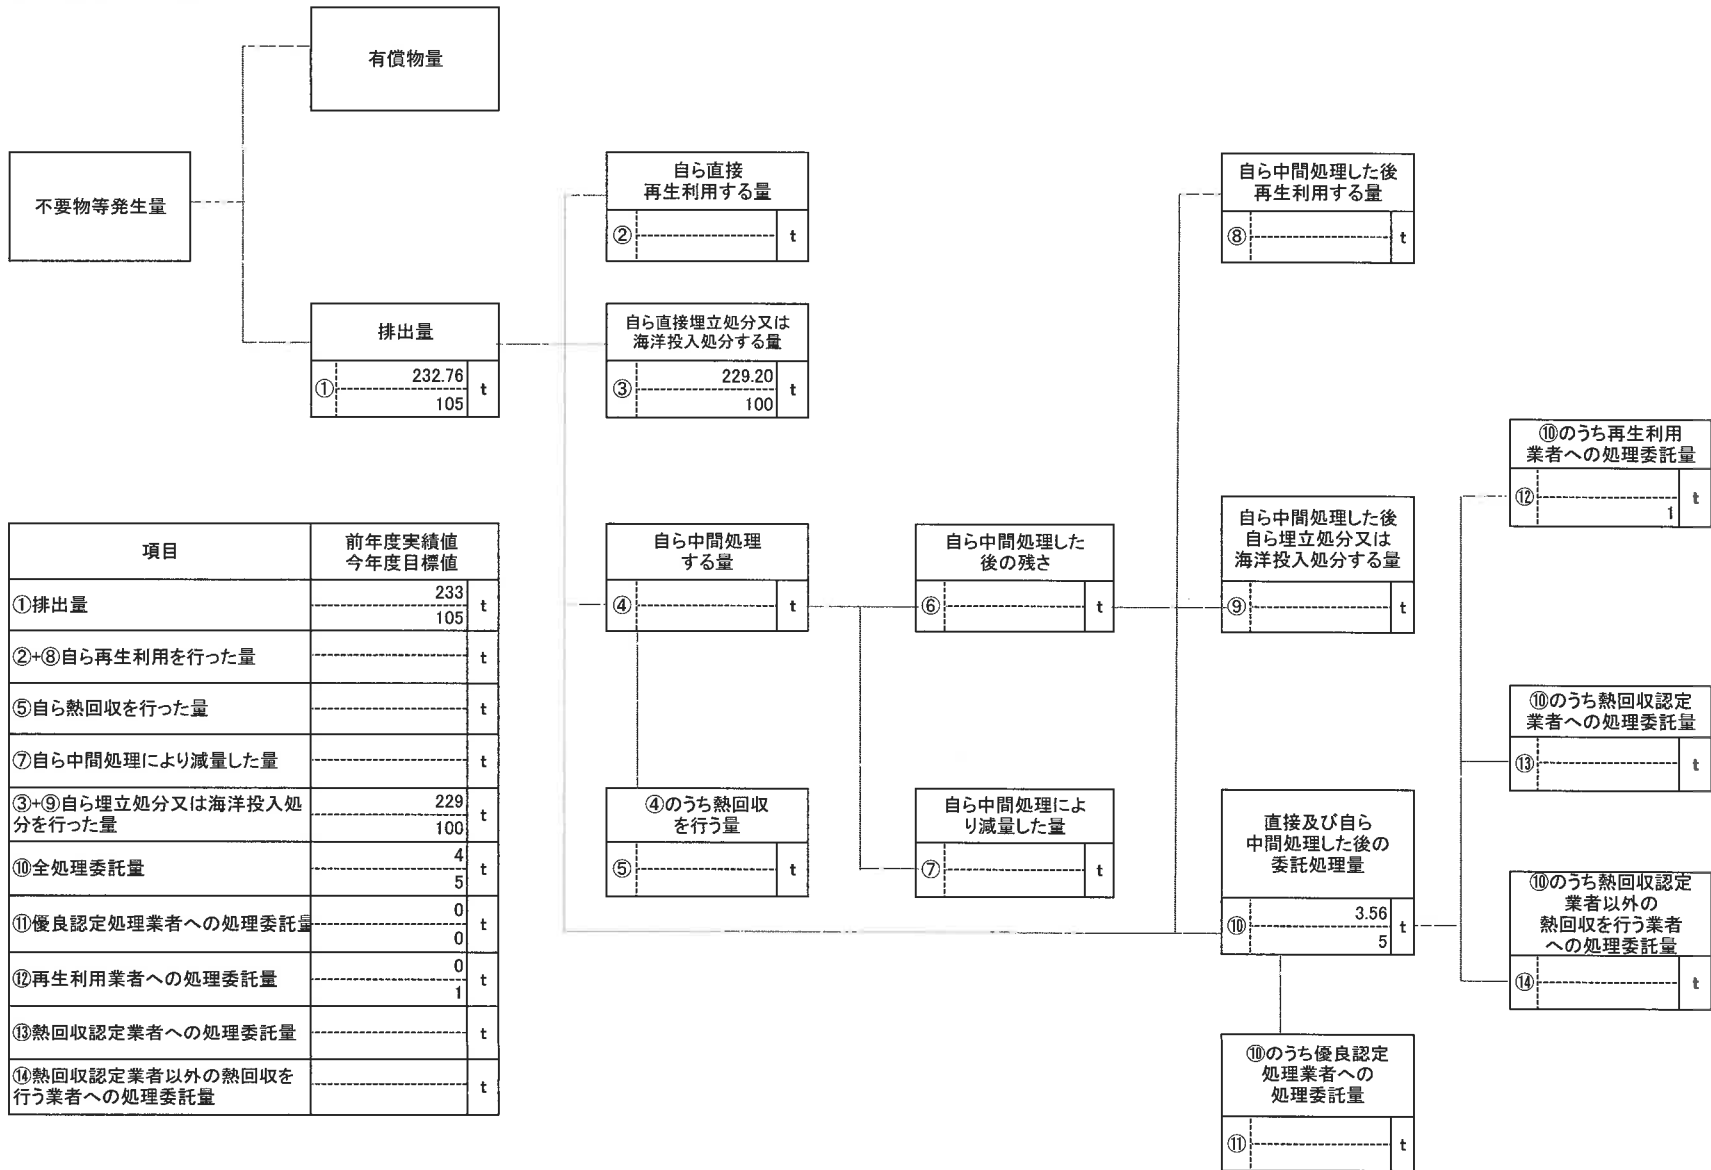 有償物量
不要物等発生量
排出量
①
232.76
105
t
自ら直接
再生利用する量
②
t
自ら直接埋立処分又は
海洋投入処分する量
③
229.20
100
t
自ら中間処理
する量
④
t
④のうち熱回収
を行う量
⑤
t
自ら中間処理した
後の残さ
⑥
t
自ら中間処理によ
り減量した量
⑦
t
自ら中間処理した後
再生利用する量
⑧
t
自ら中間処理した後
自ら埋立処分又は
海洋投入処分する量
⑨
t
直接及び自ら
中間処理した後の
委託処理量
⑩
3.56
5
t
⑩のうち優良認定
処理業者への
処理委託量
⑪
t
⑩のうち再生利用
業者への処理委託量
⑫
1
t
⑩のうち熱回収認定
業者への処理委託量
⑬
t
⑩のうち熱回収認定
業者以外の
熱回収を行う業者
への処理委託量
⑭
t
項目
前年度実績値
今年度目標値
①排出量
233
105
t
②+⑧自ら再生利用を行った量
t
⑤自ら熱回収を行った量
t
⑦自ら中間処理により減量した量
t
③+⑨自ら埋立処分又は海洋投入処
分を行った量
229
100
t
⑩全処理委託量
4
5
t
⑪優良認定処理業者への処理委託量
0
0
t
⑫再生利用業者への処理委託量
0
1
t
⑬熱回収認定業者への処理委託量
t
⑭熱回収認定業者以外の熱回収を
行う業者への処理委託量
t